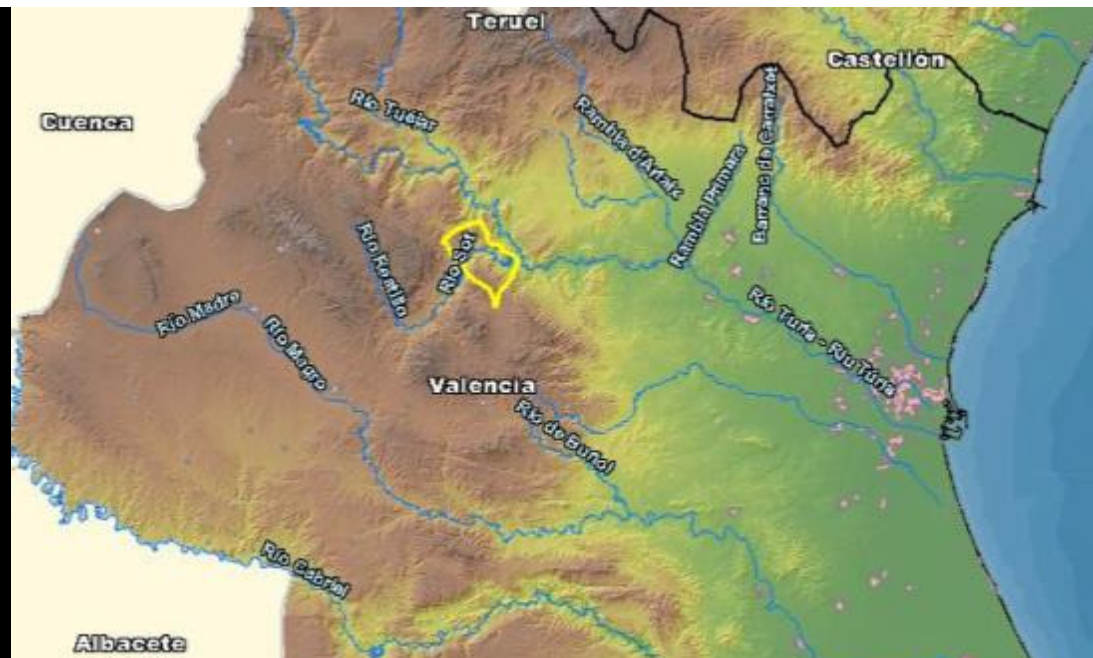 Teruel
Castellón
Cuenca
Río Tuéjar
Rambla d'Artaix
Rambla Primara
Barranc de Carraixet
Río Sot
Río Reatillo
Río Madre
Río Magro
Río Turia - Riu Túria
Valencia
Río de Buñol
Río Cabriel
Albacete